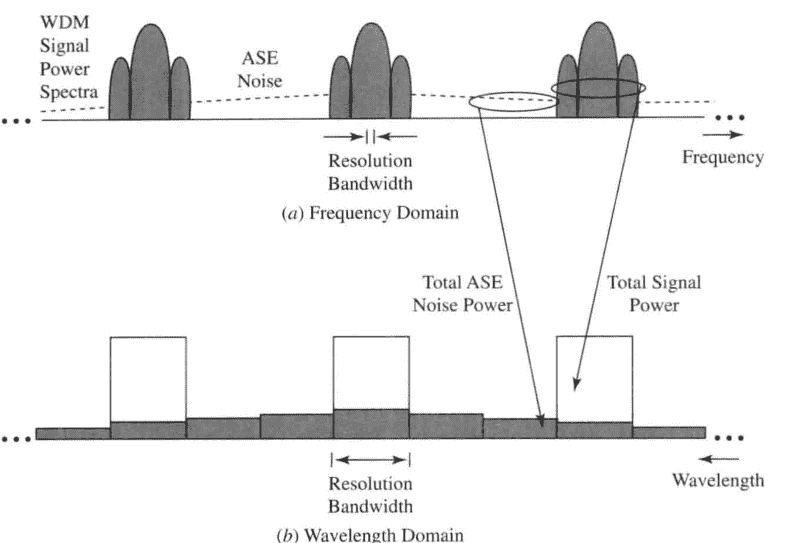 WDM
Signal
Power
Spectra
ASE
Noise
Resolution
Bandwidth
Frequency
(a) Frequency Domain
Total ASE
Noise Power
Total Signal
Power
Resolution
Bandwidth
Wavelength
(b) Wavelength Domain